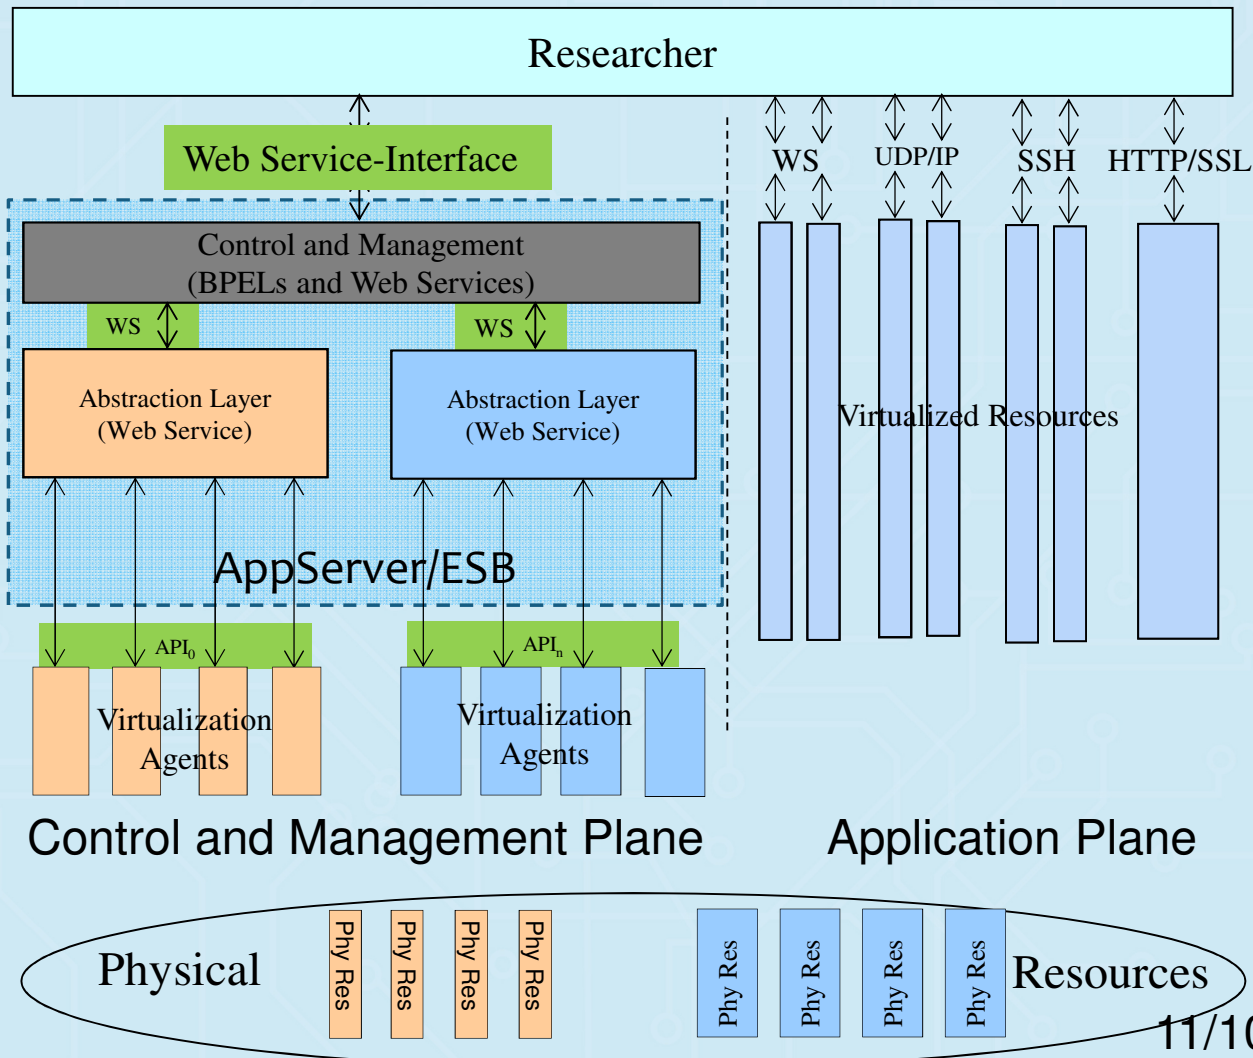 Researcher
Web Service-Interface
WS
UDP/IP
SSH
HTTP/SSL
Control and Management
(BPELs and Web Services)
WS
WS
Abstraction Layer
(Web Service)
Abstraction Layer
(Web Service)
Virtualized Resources
AppServer/ESB
API0
APIn
Virtualization
Agents
Virtualization
Agents
Control and Management Plane
Application Plane
Physical
Phy Res
Phy Res
Phy Res
Phy Res
Phy Res
Phy Res
Phy Res
Phy Res
Resources
11/10